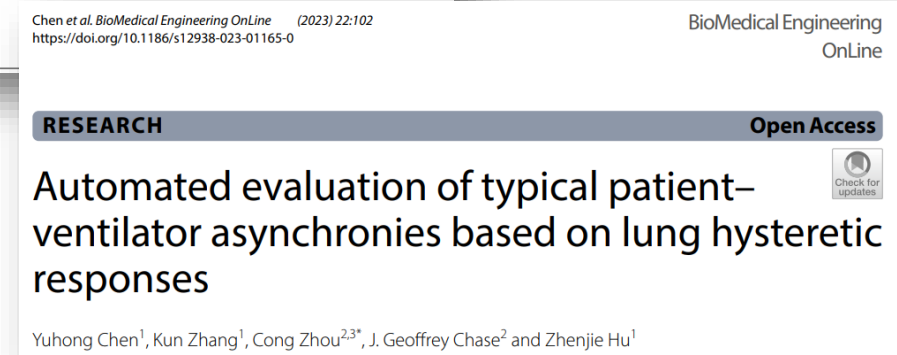 Chen et al. BioMedical Engineering OnLine (2023) 22:102
https://doi.org/10.1186/s12938-023-01165-0
BioMedical Engineering
OnLine
RESEARCH
Open Access
Check for
updates
Automated evaluation of typical patient–
ventilator asynchronies based on lung hysteretic
responses
Yuhong Chen1, Kun Zhang1, Cong Zhou2,3*, J. Geoffrey Chase2 and Zhenjie Hu1